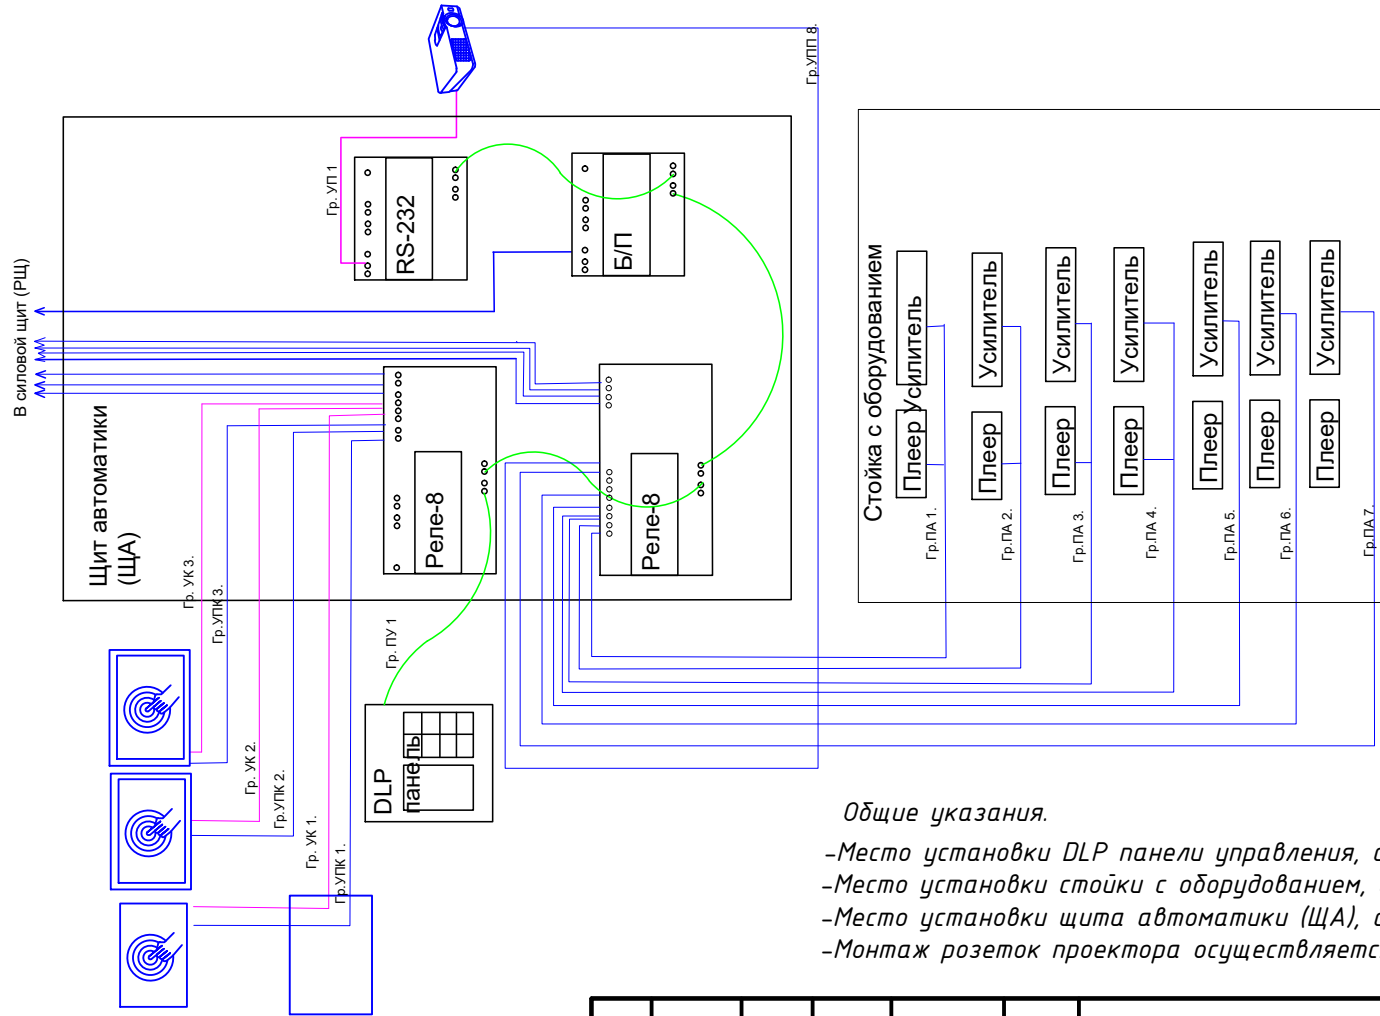 Гр.УПП 8.
Гр. УП 1
RS-232
Б/П
В силовой щит (РЩ)
Щит автоматики
(ЩА)
Реле-8
Реле-8
Гр. УК 3.
Гр.УПК 3.
Гр. ПУ 1
Гр. УК 2.
Гр.УПК 2.
Гр. УК 1.
Гр.УПК 1.
DLP
панель
Стойка с оборудованием
Усилитель
Усилитель
Усилитель
Усилитель
Усилитель
Усилитель
Усилитель
Плеер
Плеер
Плеер
Плеер
Плеер
Плеер
Плеер
Гр.ПА 1.
Гр.ПА 2.
Гр.ПА 3.
Гр.ПА 4.
Гр.ПА 5.
Гр.ПА 6.
Гр.ПА 7.
Общие указания.
-Место установки DLP панели управления,
-Место установки стойки с оборудованием,
-Место установки щита автоматики (ЩА),
-Монтаж розеток проектора